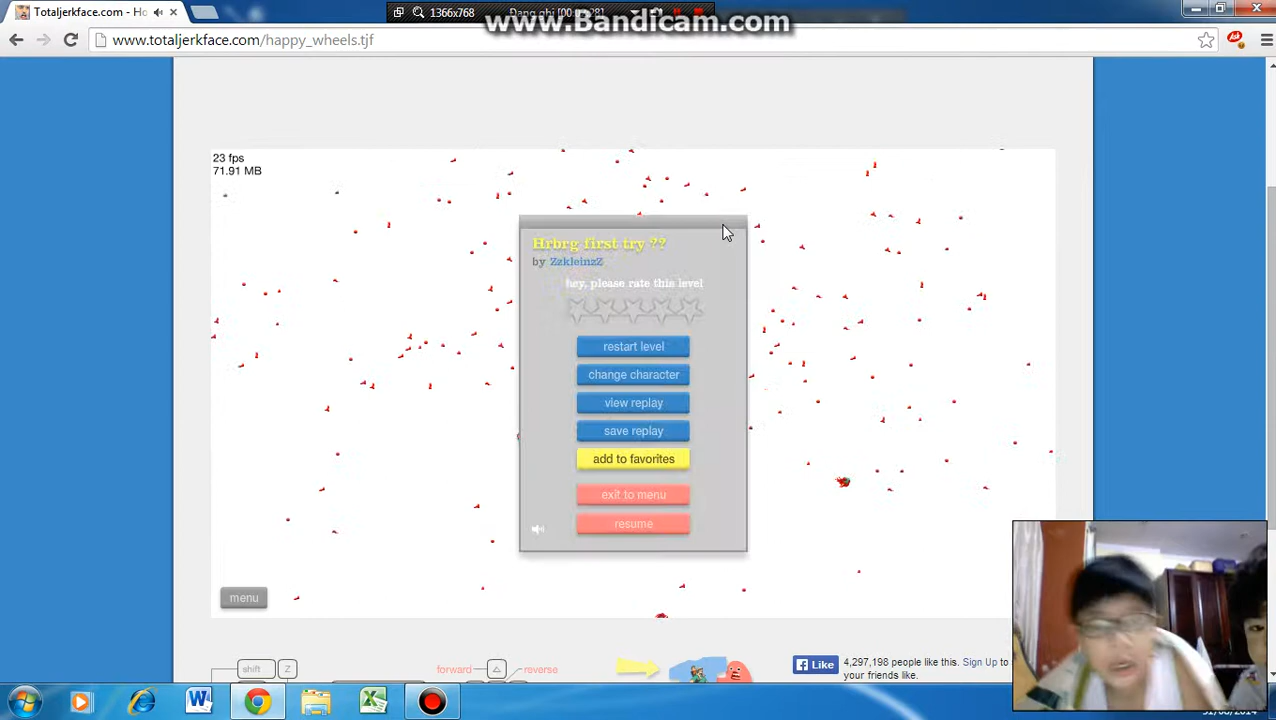 Totaljerkface.com - Ho
1366x768
www.Bandicam.com
www.totaljerkface.com/happy_wheels.tjf
23 fps
71.91 MB
Hrbrg first try ??
by ZzkleinzZ
hey, please rate this level
restart level
change character
view replay
save replay
add to favorites
exit to menu
resume
menu
shift
Z
forward
reverse
Like
4,297,198 people like this. Sign Up to
your friends like.